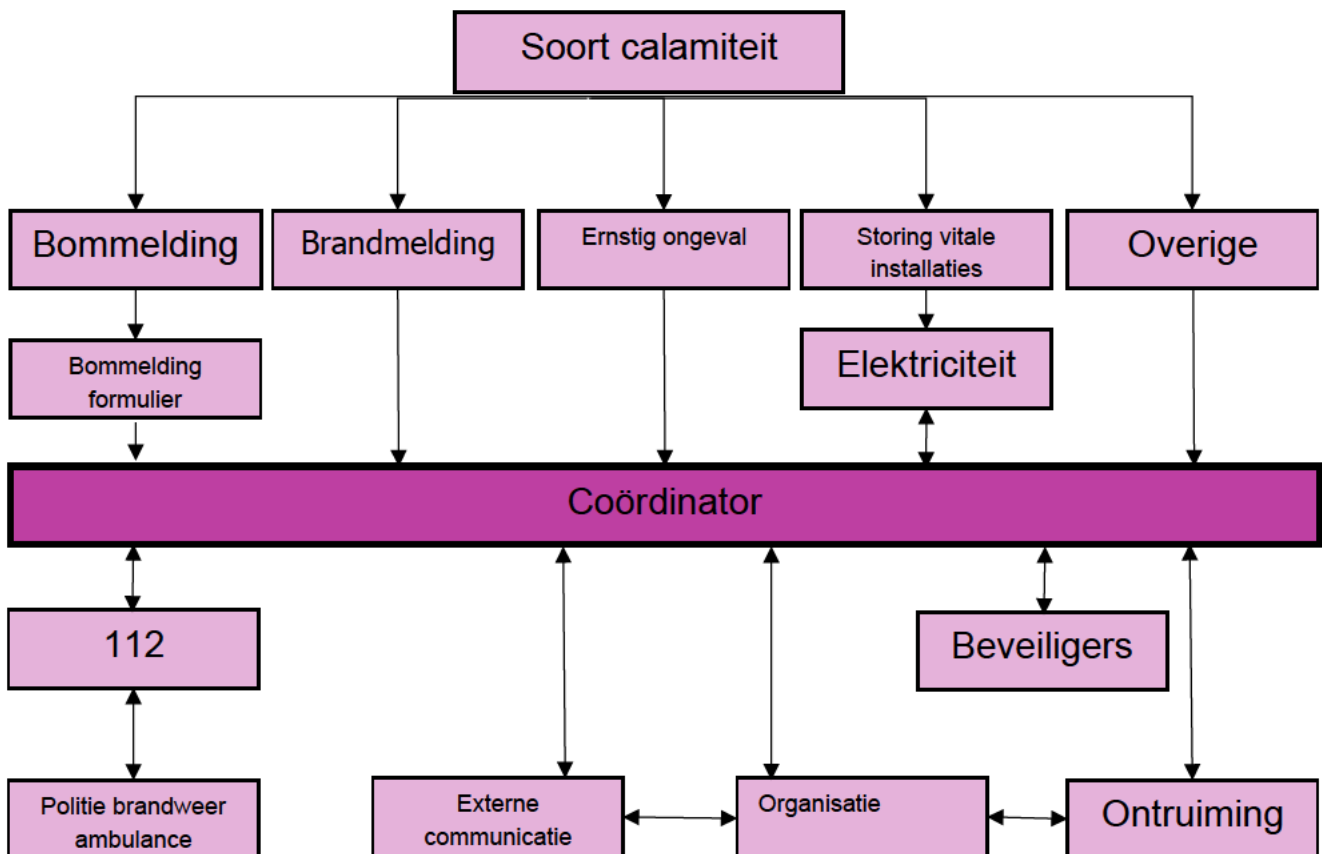 Soort calamiteit
Bommelding
Brandmelding
Ernstig ongeval
Storing vitale
installaties
Overige
Bommelding
formulier
Elektriciteit
Coördinator
112
Beveiligers
Politie brandweer
ambulance
Externe
communicatie
Organisatie
Ontruiming